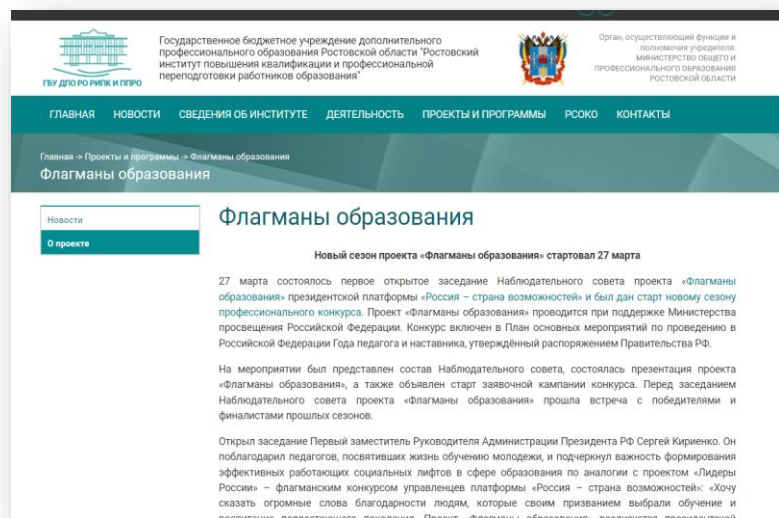 Государственное бюджетное учреждение дополнительного
профессионального образования Ростовской области "Ростовский
институт повышения квалификации и профессиональной
переподготовки работников образования"
ГБУ ДПО РО РИПК И ППРО
Орган, осуществляющий функции и
полномочия учредителя:
МИНИСТЕРСТВО ОБЩЕГО И
ПРОФЕССИОНАЛЬНОГО ОБРАЗОВАНИЯ
РОСТОВСКОЙ ОБЛАСТИ
ГЛАВНАЯ НОВОСТИ СВЕДЕНИЯ ОБ ИНСТИТУТЕ ДЕЯТЕЛЬНОСТЬ ПРОЕКТЫ И ПРОГРАММЫ РСОКО КОНТАКТЫ
Главная -> Проекты и программы -> Флагманы образования
Флагманы образования
Новости
О проекте
Флагманы образования
Новый сезон проекта «Флагманы образования» стартовал 27 марта
27 марта состоялось первое открытое заседание Наблюдательного совета проекта «Флагманы
образования» президентской платформы «Россия – страна возможностей» и был дан старт новому сезону
профессионального конкурса. Проект «Флагманы образования» проводится при поддержке Министерства
просвещения Российской Федерации. Конкурс включен в План основных мероприятий по проведению в
Российской Федерации Года педагога и наставника, утверждённый распоряжением Правительства РФ.
На мероприятии был представлен состав Наблюдательного совета, состоялась презентация проекта
«Флагманы образования», а также объявлен старт заявочной кампании конкурса. Перед заседанием
Наблюдательного совета проекта «Флагманы образования» прошла встреча с победителями и
финалистами прошлых сезонов.
Открыл заседание Первый заместитель Руководителя Администрации Президента РФ Сергей Кириенко. Он
поблагодарил педагогов, посвятивших жизнь обучению молодежи, и подчеркнул важность формирования
эффективных работающих социальных лифтов в сфере образования по аналогии с проектом «Лидеры
России» – флагманским конкурсом управленцев платформы «Россия – страна возможностей»: «Хочу
сказать огромные слова благодарности людям, которые своим призванием выбрали обучение и